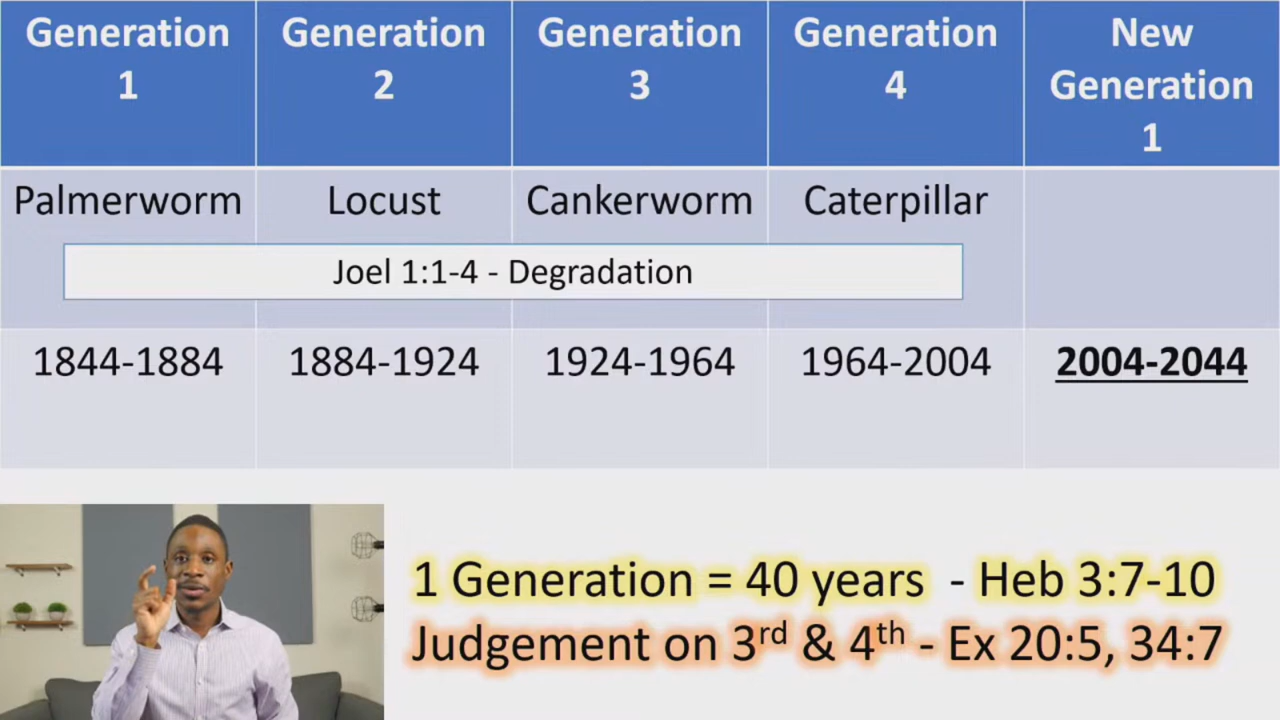 Generation
1
Generation
2
Generation
3
Generation
4
New
Generation
1
Palmerworm
Locust
Cankerworm
Caterpillar
Joel 1:1-4 - Degradation
1844-1884
1884-1924
1924-1964
1964-2004
2004-2044
1 Generation = 40 years - Heb 3:7-10
Judgement on 3rd & 4th - Ex 20:5, 34:7